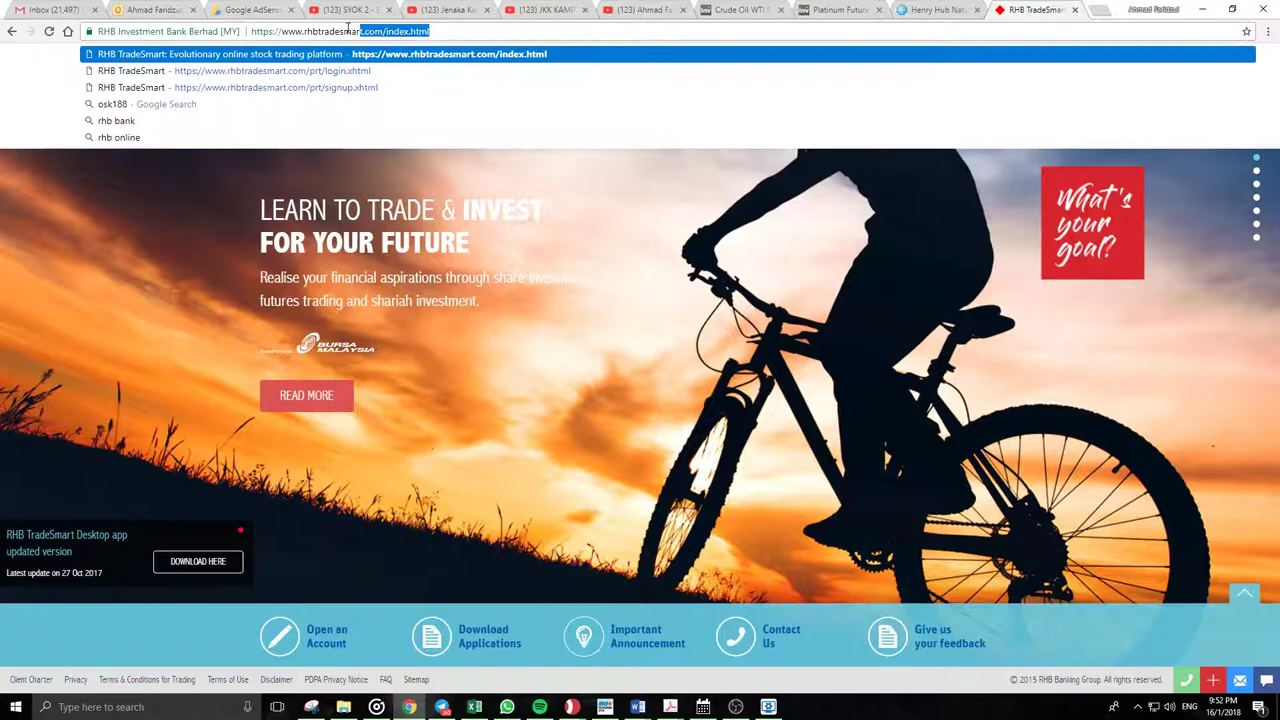 Inbox (21,497)
Ahmad Faridzu
Google AdSen
(123) SYOK 2 - E
(123) Jenaka Ka
(123) JKK KAMP
(123) Ahmad Fa
Crude Oil WTI F
Platinum Future
Henry Hub Nat
RHB TradeSmar
Ahmad Faridzul
RHB Investment Bank Berhad [MY] https://www.rhbtradesmart.com/index.html
RHB TradeSmart: Evolutionary online stock trading platform - https://www.rhbtradesmart.com/index.html
RHB TradeSmart - https://www.rhbtradesmart.com/prt/login.xhtml
RHB TradeSmart - https://www.rhbtradesmart.com/prt/signup.xhtml
osk188 - Google Search
rhb bank
rhb online
LEARN TO TRADE & INVEST
FOR YOUR FUTURE
Realise your financial aspirations through share investm
futures trading and shariah investment.
BURSA
MALAYSIA
READ MORE
What's
your
goal?
RHB TradeSmart Desktop app
updated version
Latest update on 27 Oct 2017
DOWNLOAD HERE
Open an
Account
Download
Applications
Important
Announcement
Contact
Us
Give us
your feedback
Client Charter
Privacy
Terms & Conditions for Trading
Terms of Use
Disclaimer
PDPA Privacy Notice
FAQ
Sitemap
© 2015 RHB Banking Group. All rights reserved.
Type here to search
ENG
9:52 PM
16/1/2018